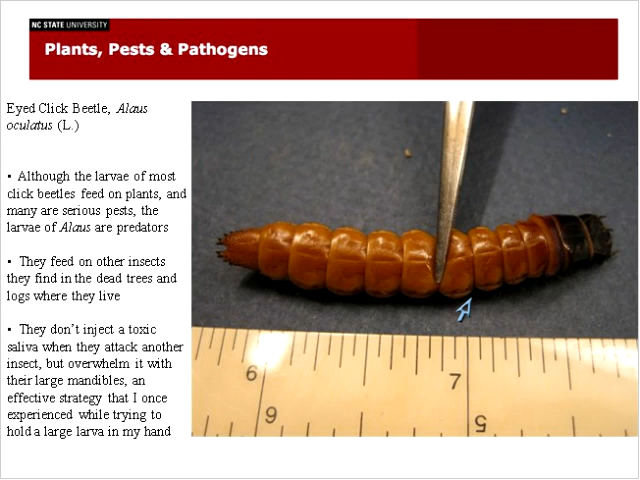 NC STATE UNIVERSITY
Plants, Pests & Pathogens
Eyed Click Beetle, Alaus
oculatus (L.)
• Although the larvae of most
click beetles feed on plants, and
many are serious pests, the
larvae of Alaus are predators
• They feed on other insects
they find in the dead trees and
logs where they live
• They don't inject a toxic
saliva when they attack another
insect, but overwhelm it with
their large mandibles, an
effective strategy that I once
experienced while trying to
hold a large larva in my hand
6
7
9
5